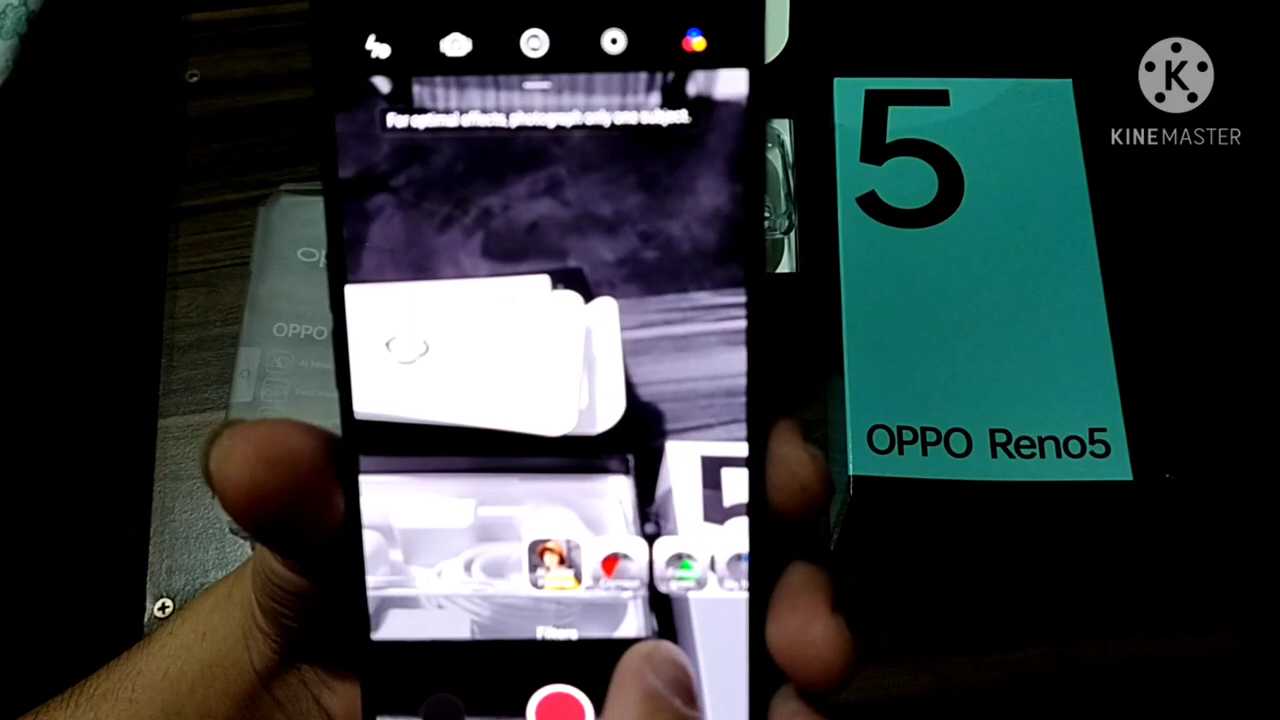 For optimal effects, photograph only one subject.
K
KINEMASTER
5
OPPO Reno5
OPPO
Filters